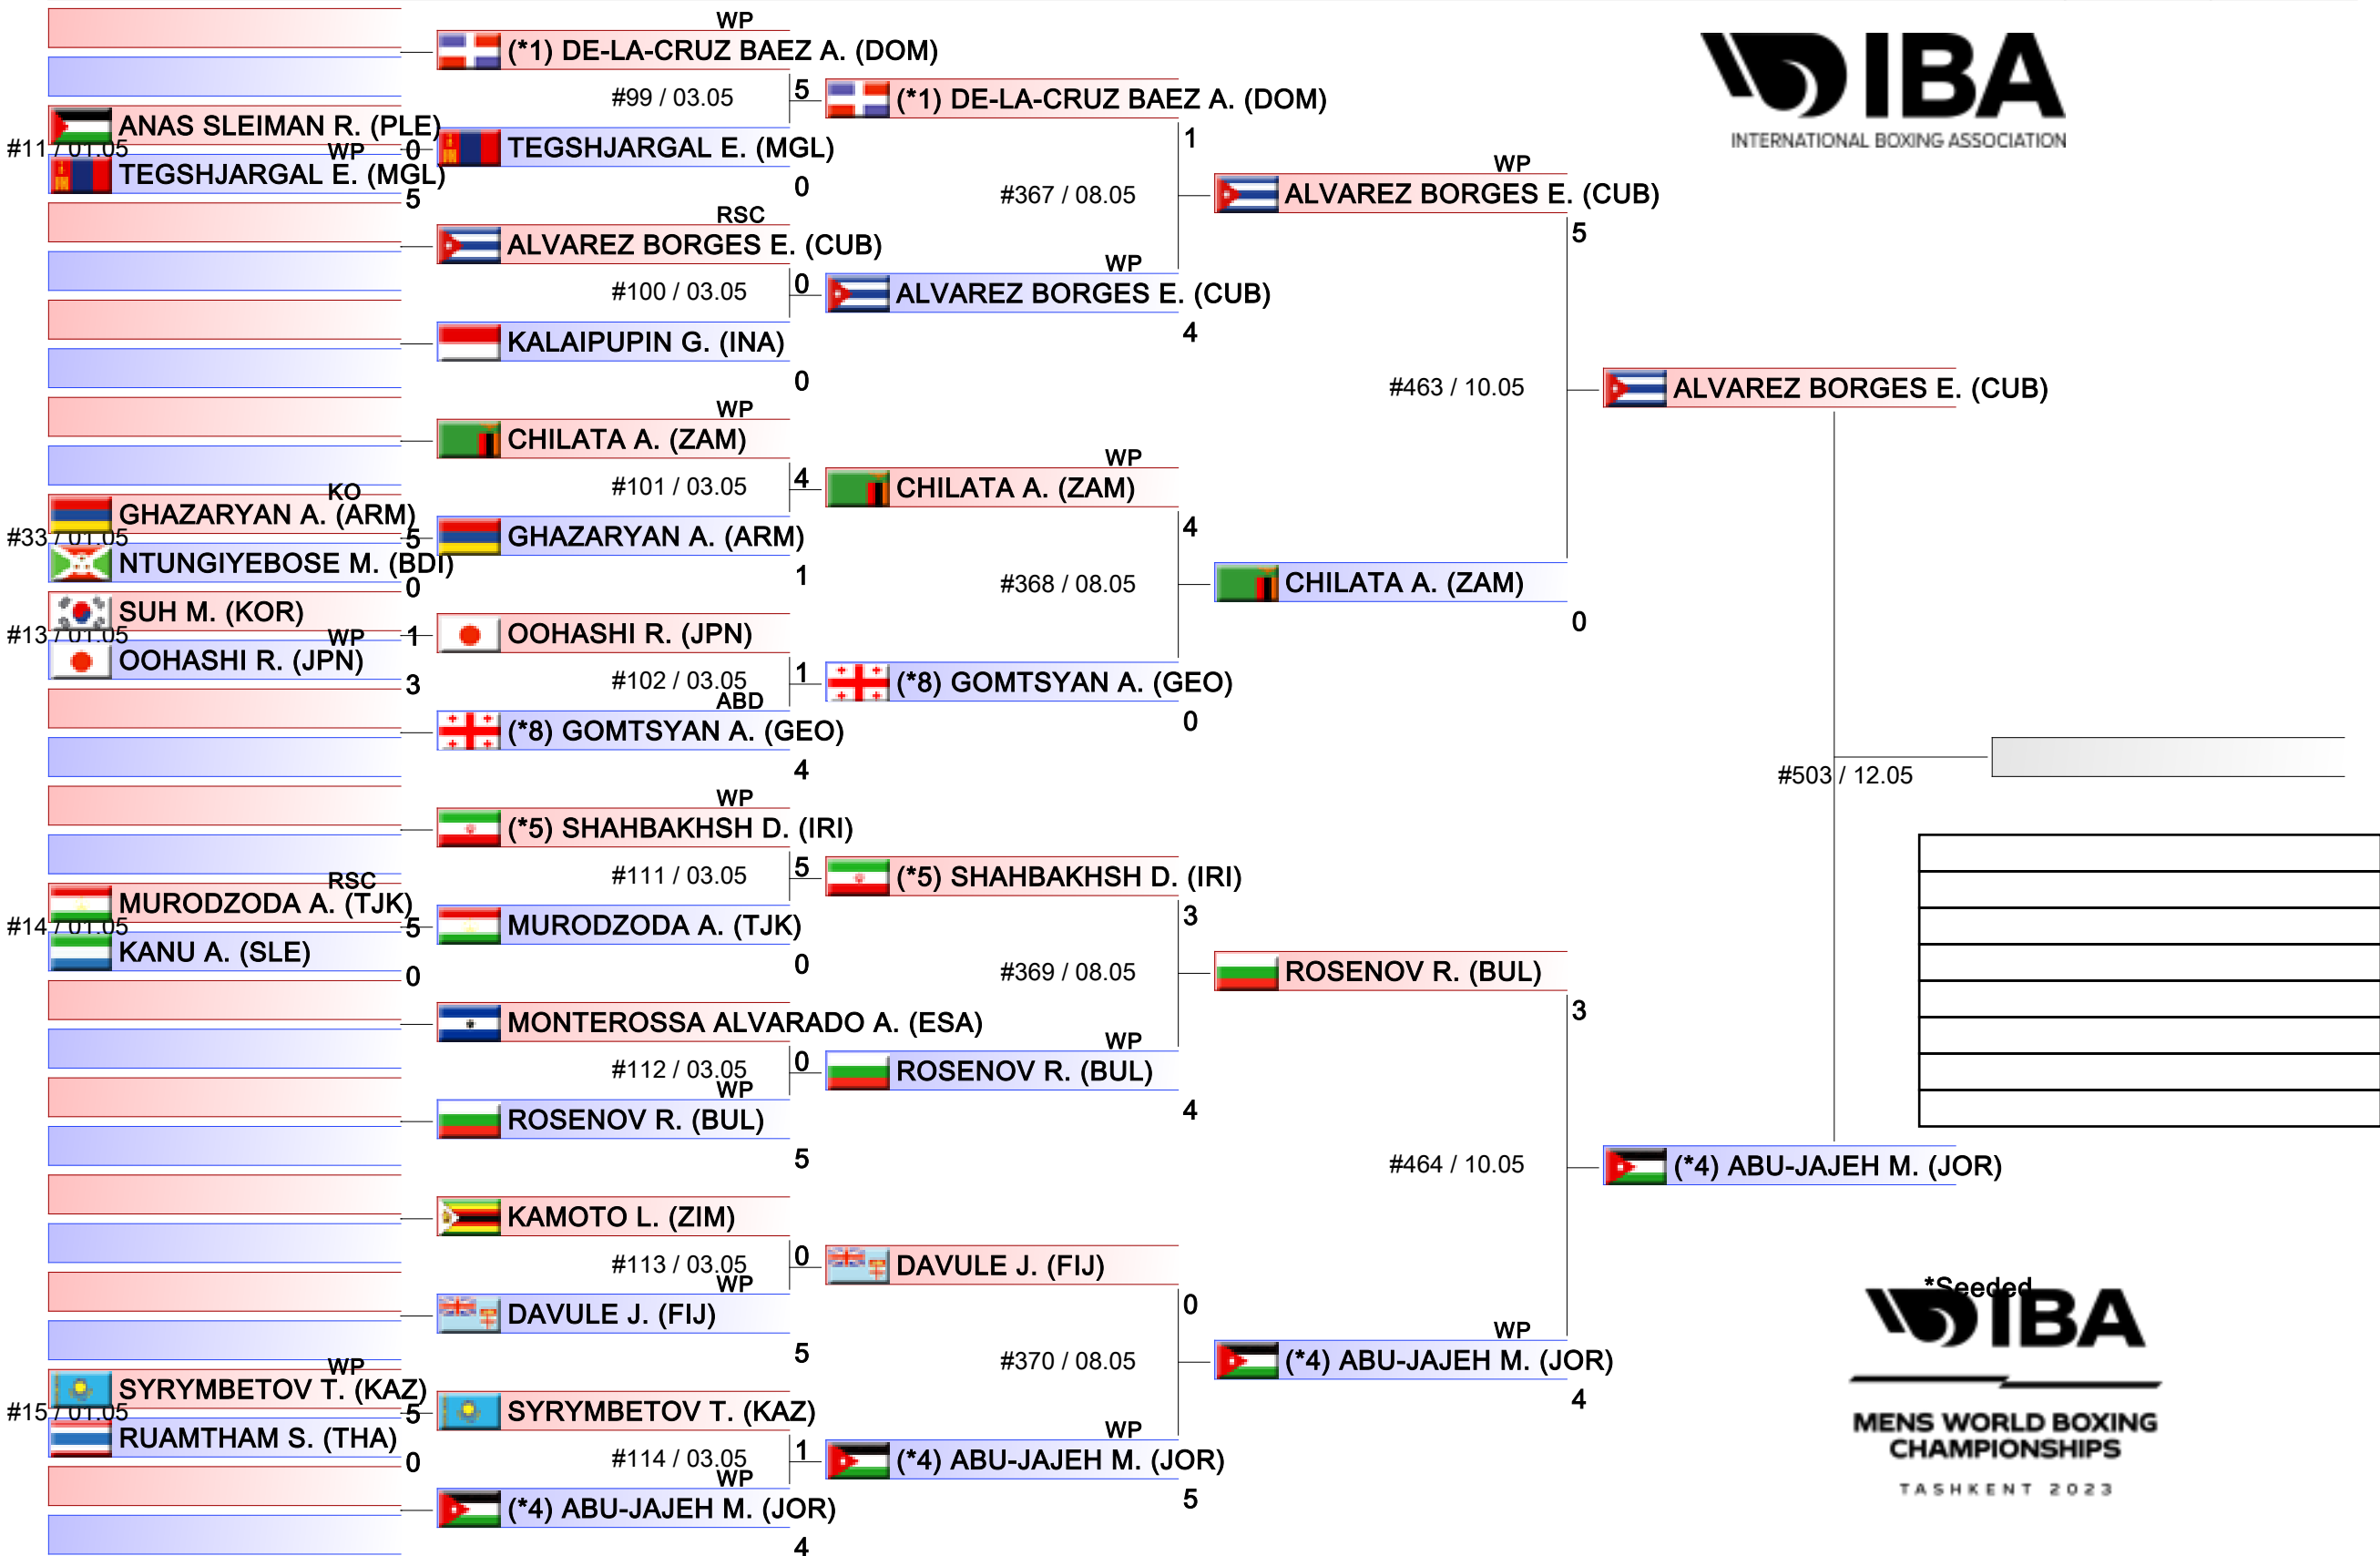 WP
(*1) DE-LA-CRUZ BAEZ A. (DOM)
#99 / 03.05
5
(*1) DE-LA-CRUZ BAEZ A. (DOM)
1
ANAS SLEIMAN R. (PLE)
0
#11 / 01.05
WP
TEGSHJARGAL E. (MGL)
5
TEGSHJARGAL E. (MGL)
0
#367 / 08.05
WP
ALVAREZ BORGES E. (CUB)
5
RSC
ALVAREZ BORGES E. (CUB)
#100 / 03.05
0
WP
ALVAREZ BORGES E. (CUB)
4
KALAIPUPIN G. (INA)
0
#463 / 10.05
ALVAREZ BORGES E. (CUB)
WP
CHILATA A. (ZAM)
#101 / 03.05
4
WP
CHILATA A. (ZAM)
4
KO
GHAZARYAN A. (ARM)
5
#33 / 01.05
NTUNGIYEBOSE M. (BDI)
0
GHAZARYAN A. (ARM)
1
#368 / 08.05
CHILATA A. (ZAM)
0
SUH M. (KOR)
1
#13 / 01.05
WP
OOHASHI R. (JPN)
3
OOHASHI R. (JPN)
#102 / 03.05
1
ABD
(*8) GOMTSYAN A. (GEO)
4
(*8) GOMTSYAN A. (GEO)
0
#503 / 12.05
WP
(*5) SHAHBAKHSH D. (IRI)
#111 / 03.05
5
(*5) SHAHBAKHSH D. (IRI)
3
RSC
MURODZODA A. (TJK)
5
#14 / 01.05
KANU A. (SLE)
0
MURODZODA A. (TJK)
0
#369 / 08.05
ROSENOV R. (BUL)
3
MONTEROSSA ALVARADO A. (ESA)
#112 / 03.05
0
WP
ROSENOV R. (BUL)
5
WP
ROSENOV R. (BUL)
4
#464 / 10.05
(*4) ABU-JAJEH M. (JOR)
KAMOTO L. (ZIM)
#113 / 03.05
0
WP
DAVULE J. (FIJ)
5
DAVULE J. (FIJ)
0
#370 / 08.05
WP
(*4) ABU-JAJEH M. (JOR)
4
WP
SYRYMBETOV T. (KAZ)
5
#15 / 01.05
RUAMTHAM S. (THA)
0
SYRYMBETOV T. (KAZ)
#114 / 03.05
1
WP
(*4) ABU-JAJEH M. (JOR)
4
WP
(*4) ABU-JAJEH M. (JOR)
5
IBA
INTERNATIONAL BOXING ASSOCIATION
*Seeded
IBA
MENS WORLD BOXING
CHAMPIONSHIPS
TASHKENT 2023